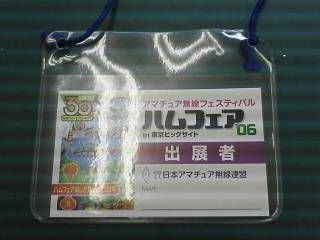 アマチュア無線フェスティバル
ハムフェア'06
in 東京ビッグサイト
出展者
日本アマチュア無線連盟
NAME